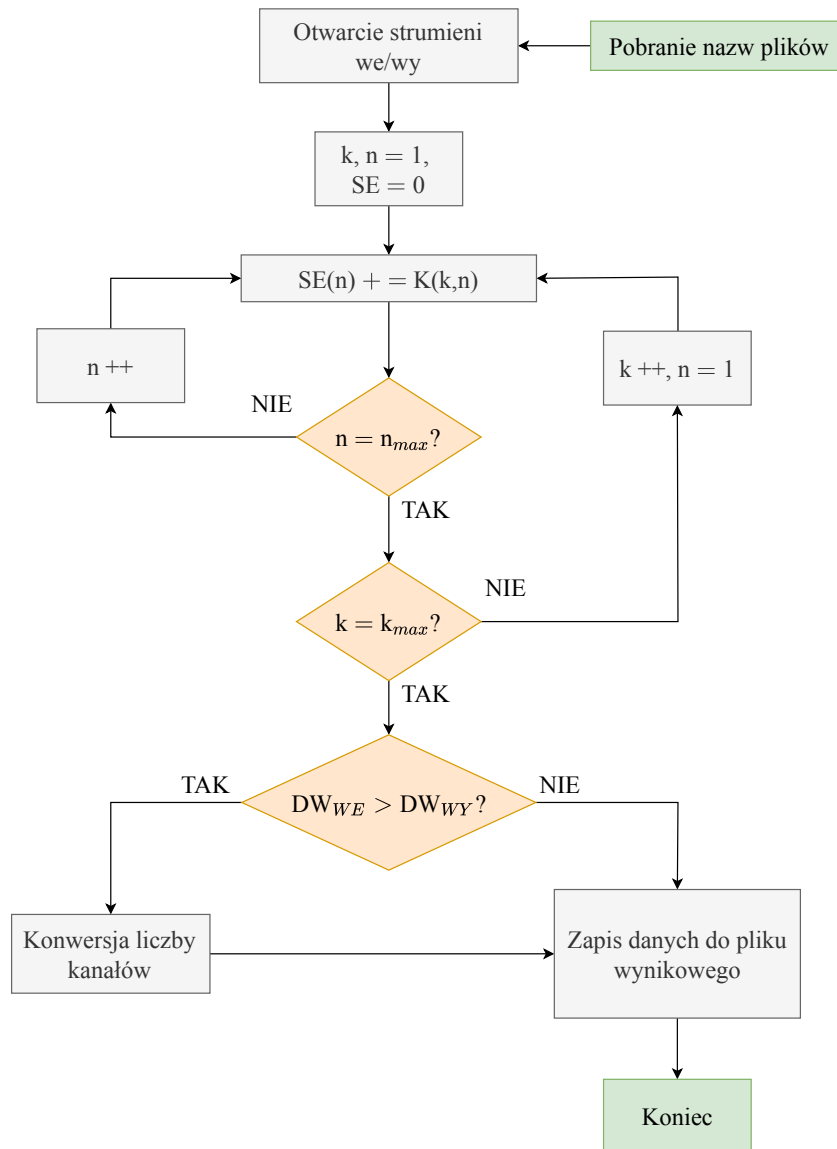 Otwarcie strumieni
we/wy
Pobranie nazw plików
k, n = 1,
SE = 0
SE(n) + = K(k,n)
n ++
k ++, n = 1
NIE
n = n_max?
TAK
NIE
k = k_max?
TAK
TAK
DW_WE > DW_WY?
NIE
Konwersja liczby
kanałów
Zapis danych do pliku
wynikowego
Koniec